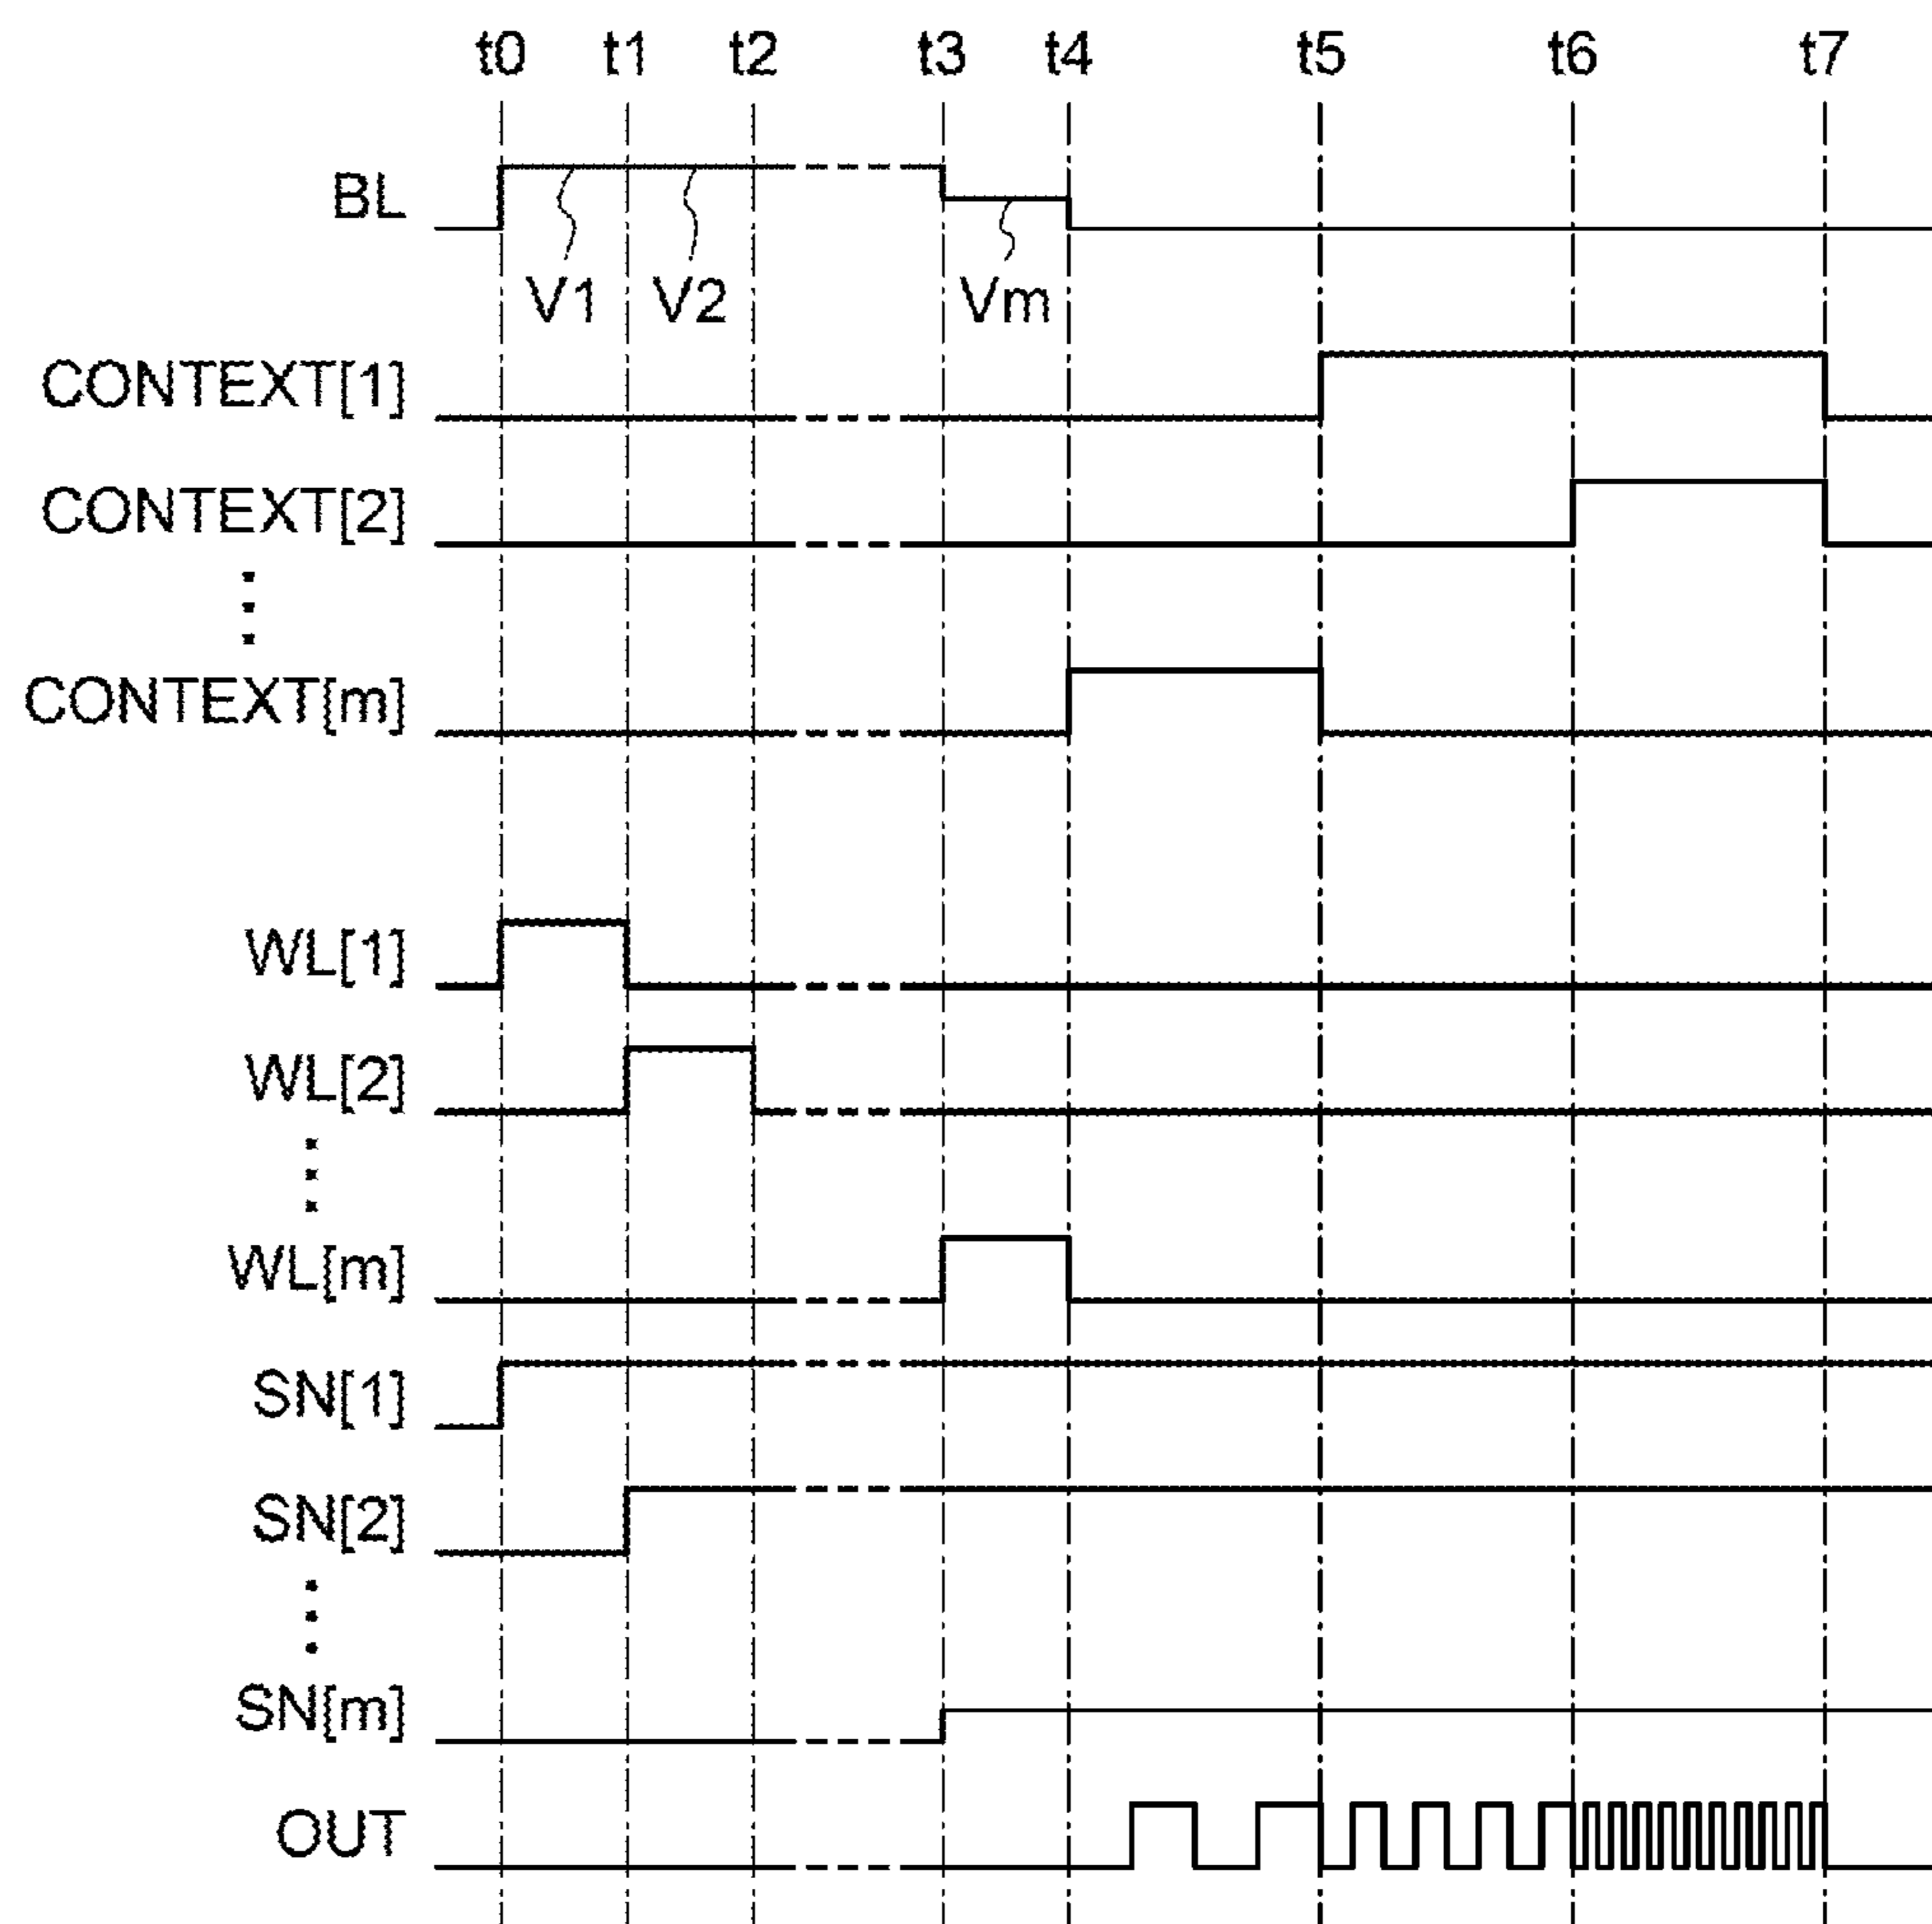 t0 t1 t2 t3 t4 t5 t6 t7
BL
V1 V2 Vm
CONTEXT[1]
CONTEXT[2]
CONTEXT[m]
WL[1]
WL[2]
WL[m]
SN[1]
SN[2]
SN[m]
OUT